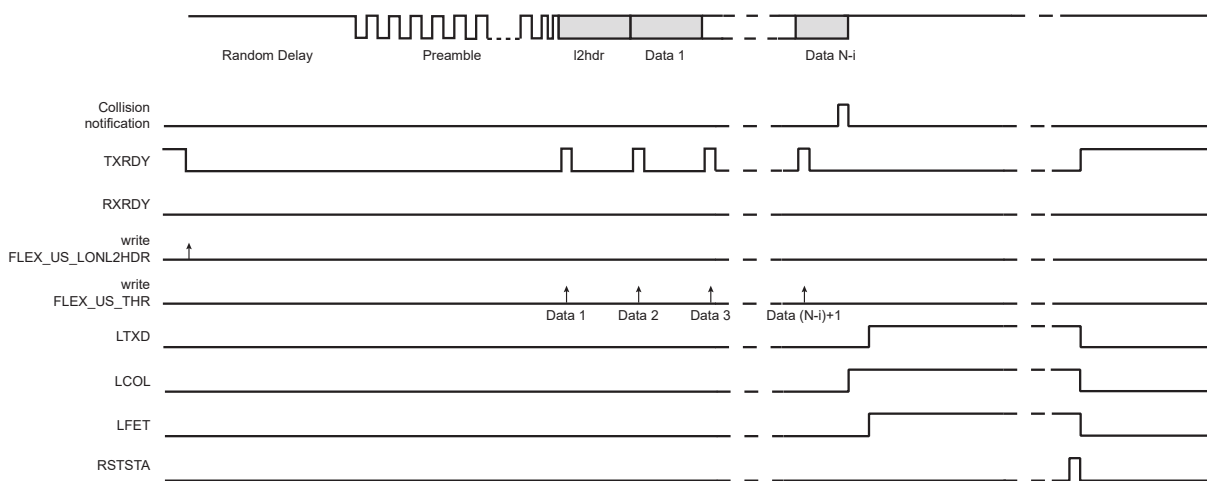 Random Delay Preamble l2hdr Data 1 Data N-i
Collision
notification
TXRDY
RXRDY
write
FLEX_US_LONL2HDR
write
FLEX_US_THR
Data 1 Data 2 Data 3 Data (N-i)+1
LTXD
LCOL
LFET
RSTSTA